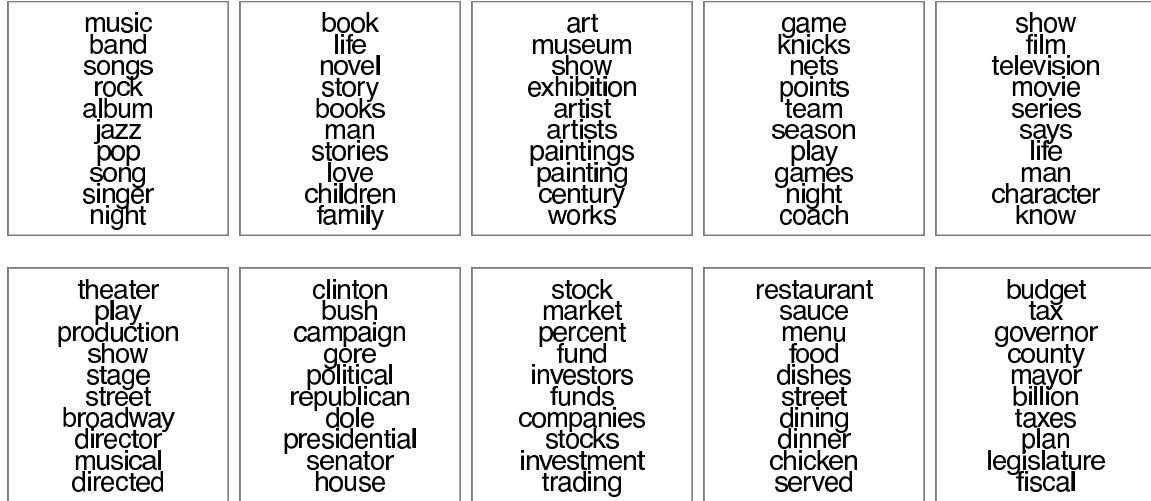 music
band
songs
rock
album
jazz
pop
song
singer
night
book
life
novel
story
books
man
stories
love
children
family
art
museum
show
exhibition
artist
artists
paintings
painting
century
works
game
knicks
nets
points
team
season
play
games
night
coach
show
film
television
movie
series
says
life
man
character
know
theater
play
production
show
stage
street
broadway
director
musical
directed
clinton
bush
campaign
gore
political
republican
dole
presidential
senator
house
stock
market
percent
fund
investors
funds
companies
stocks
investment
trading
restaurant
sauce
menu
food
dishes
street
dining
dinner
chicken
served
budget
tax
governor
county
mayor
billion
taxes
plan
legislature
fiscal